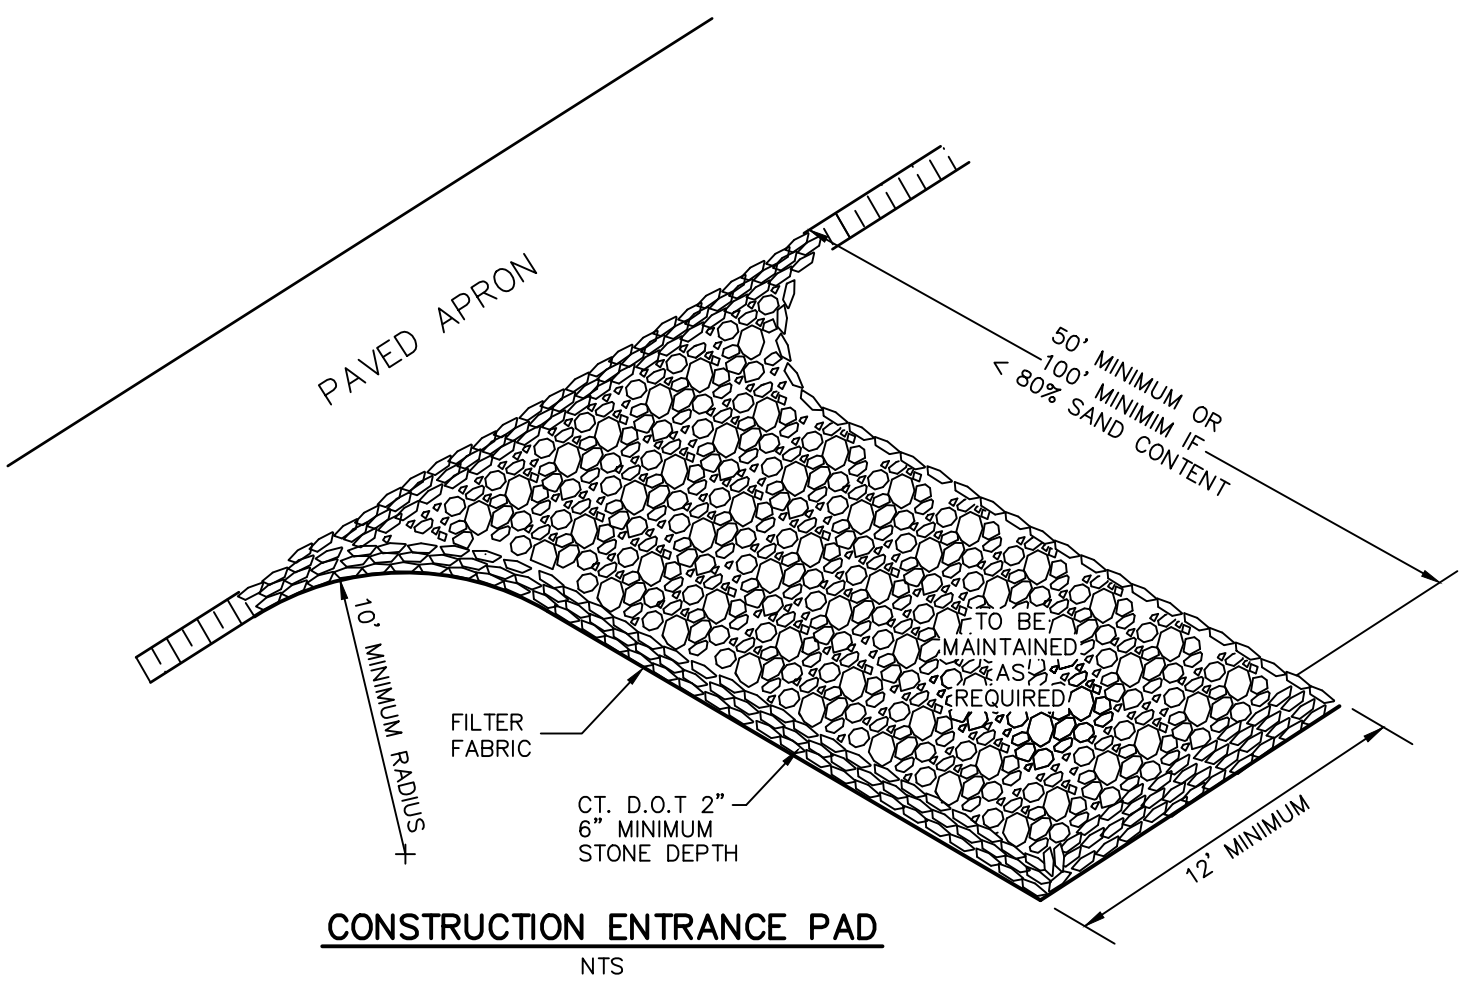 PAVED APRON
50' MINIMUM OR
100' MINIMIM IF
< 80% SAND CONTENT
TO BE
MAINTAINED
AS
REQUIRED
10' MINIMUM RADIUS
FILTER
FABRIC
CT. D.O.T 2"
6" MINIMUM
STONE DEPTH
12' MINIMUM
CONSTRUCTION ENTRANCE PAD
NTS